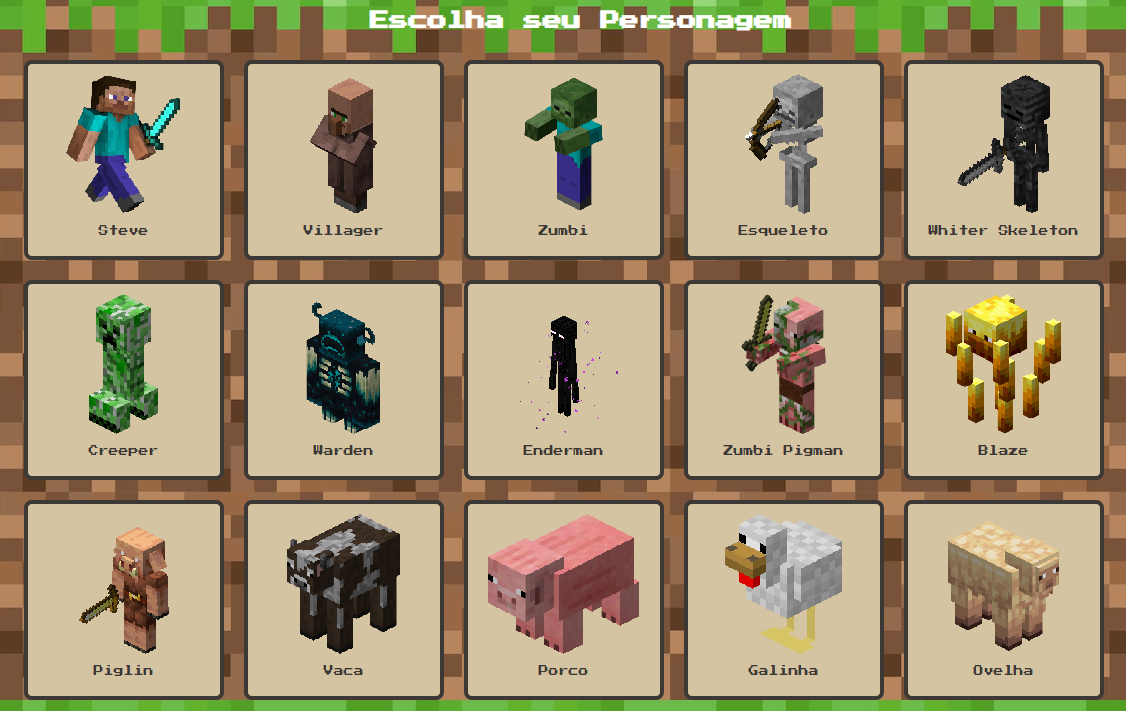 Escolha seu Personagem
Steve
Villager
Zumbi
Esqueleto
Whiter Skeleton
Creeper
Warden
Enderman
Zumbi Pigman
Blaze
Piglin
Vaca
Porco
Galinha
Ovelha